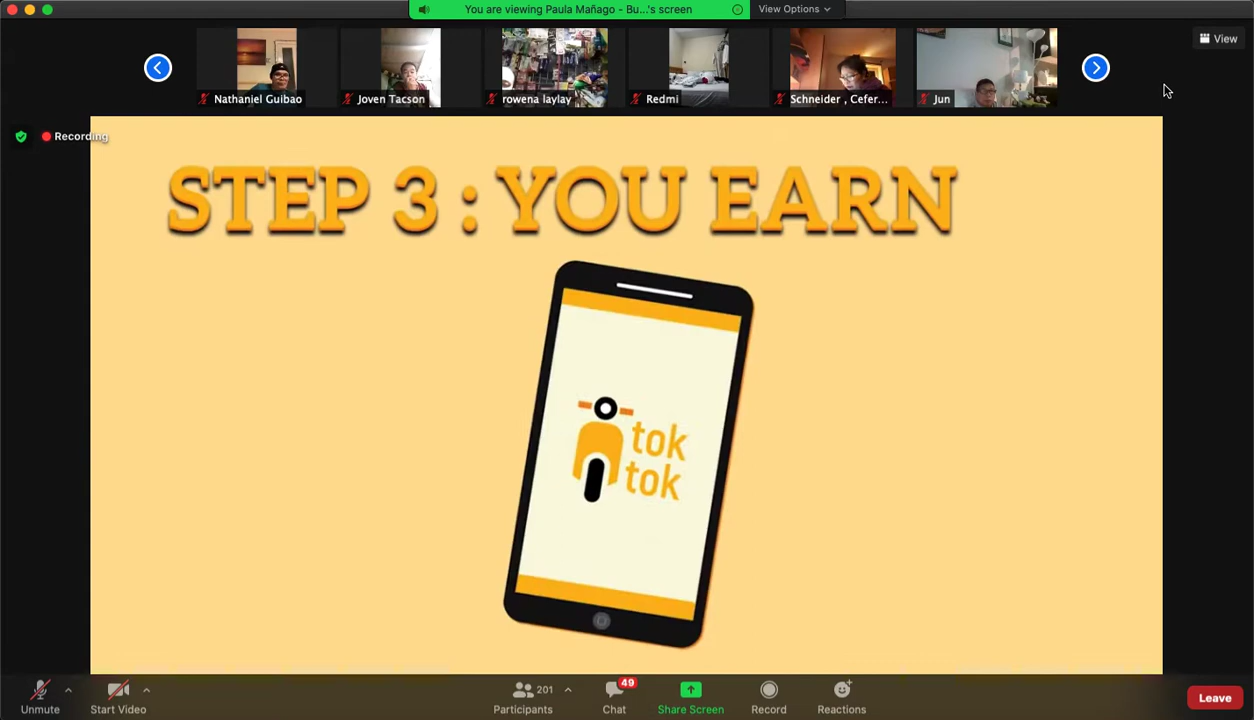 You are viewing Paula Mañago - Bu...'s screen
View Options
View
Nathaniel Guibao
Joven Tacson
rowena laylay
Redmi
Schneider , Cefer...
Jun
Recording
STEP 3 : YOU EARN
tok
tok
Unmute
Start Video
201
Participants
49
Chat
Share Screen
Record
Reactions
Leave